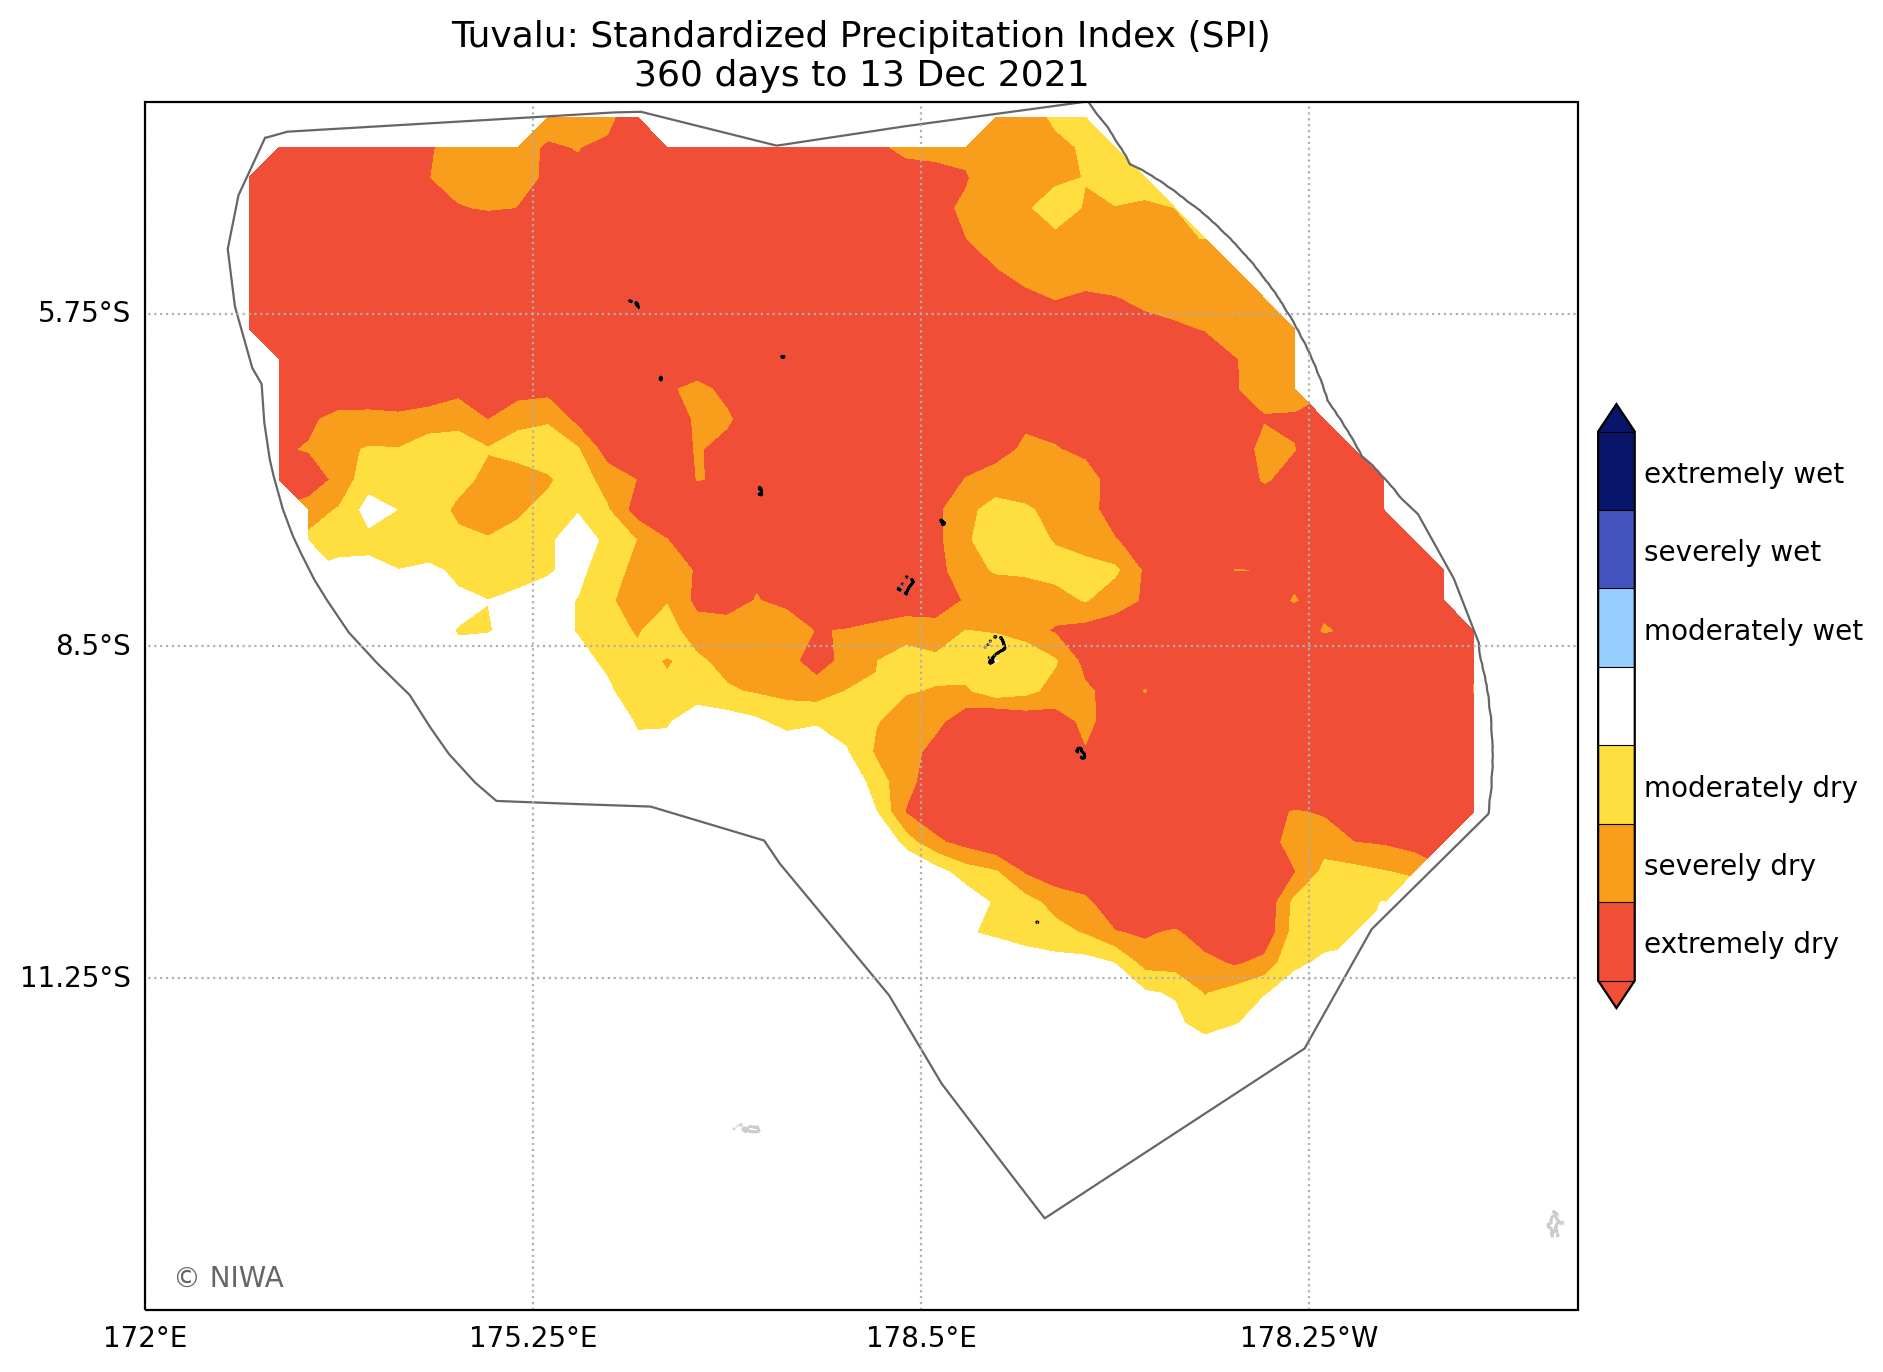 Tuvalu: Standardized Precipitation Index (SPI)
360 days to 13 Dec 2021
5.75°S
8.5°S
11.25°S
172°E
175.25°E
178.5°E
178.25°W
extremely wet
severely wet
moderately wet
moderately dry
severely dry
extremely dry
© NIWA